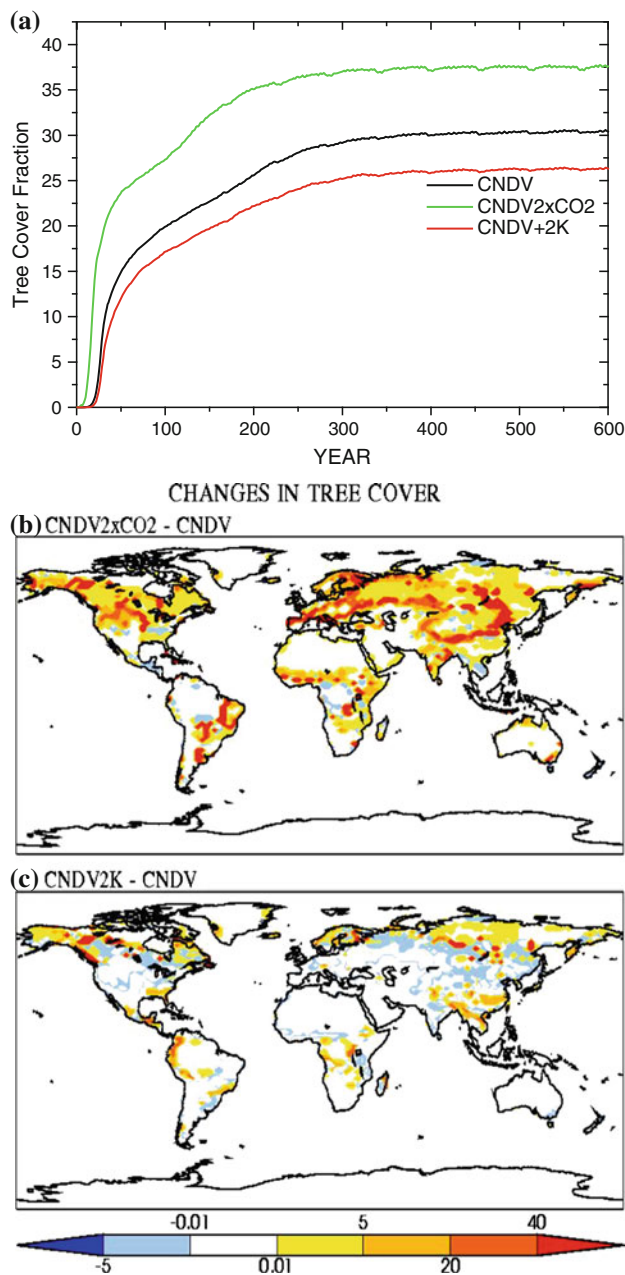 (a)
40
35
30
25
20
15
10
5
0
Tree Cover Fraction
CNDV
CNDV2xCO2
CNDV+2K
0 100 200 300 400 500 600
YEAR
CHANGES IN TREE COVER
(b) CNDV2xCO2 - CNDV
(c) CNDV2K - CNDV
-0.01 5 40
-5 0.01 20